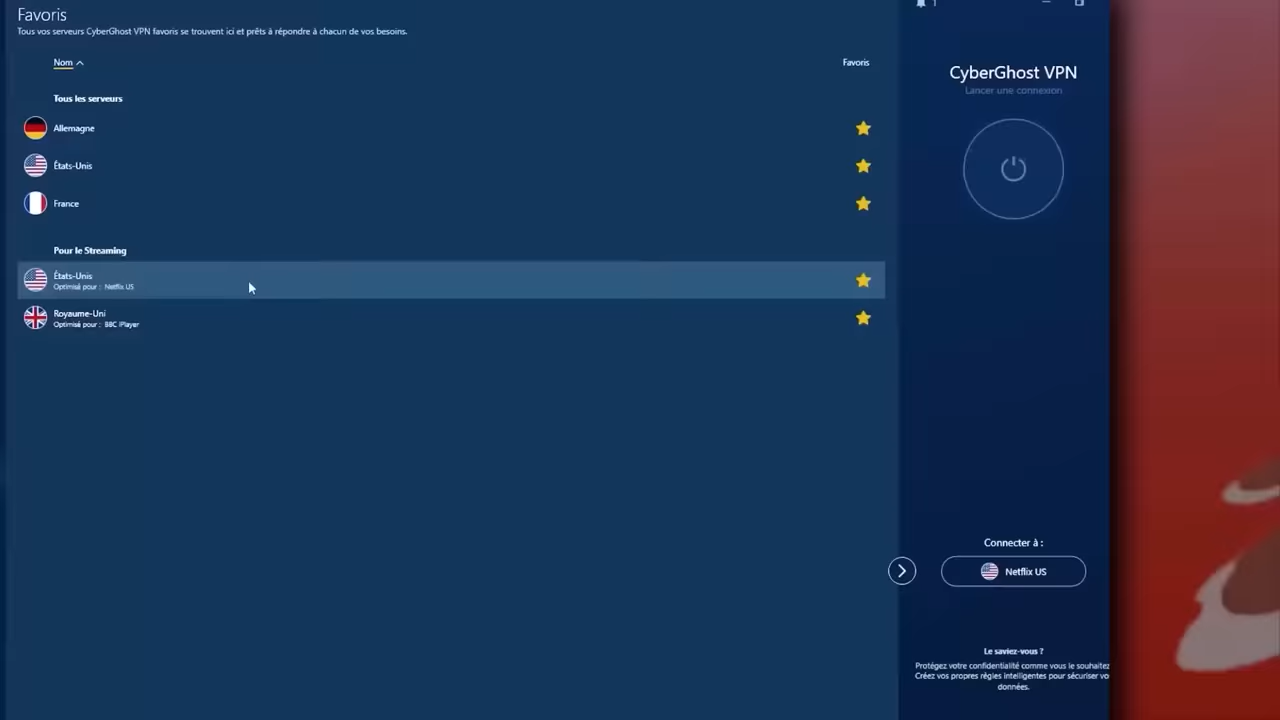 Favoris
Tous vos serveurs CyberGhost VPN favoris se trouvent ici et prêts à répondre à chacun de vos besoins.
Nom
Favoris
Tous les serveurs
Allemagne
États-Unis
France
Pour le Streaming
États-Unis
Optimisé pour : Netflix US
Royaume-Uni
Optimisé pour : BBC iPlayer
1
CyberGhost VPN
Lancer une connexion
Connecter à :
Netflix US
Le saviez-vous ?
Protégez votre confidentialité comme vous le souhaitez
Créez vos propres règles intelligentes pour sécuriser vo
données.